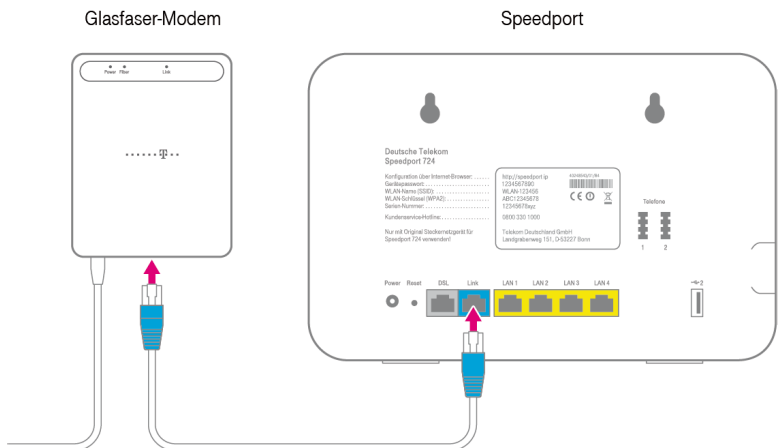 Glasfaser-Modem
Speedport
Power Fiber Link
T
Deutsche Telekom
Speedport 724
Konfiguration über Internet-Browser: ......
Gerätepasswort: ......................
WLAN-Name (SSID): ..................
WLAN-Schlüssel (WPA2): ..............
Serien-Nummer: ......................
Kundenservice-Hotline: ................
Nur mit Original Steckernetzgerät für
Speedport 724 verwenden!
http://speedport.ip
1234567890
WLAN-123456
ABC12345678
12345678xyz
0800 330 1000
Telekom Deutschland GmbH
Landgrabenweg 151, D-53227 Bonn
CE
Telefone
1 2
Power Reset DSL Link LAN 1 LAN 2 LAN 3 LAN 4
2